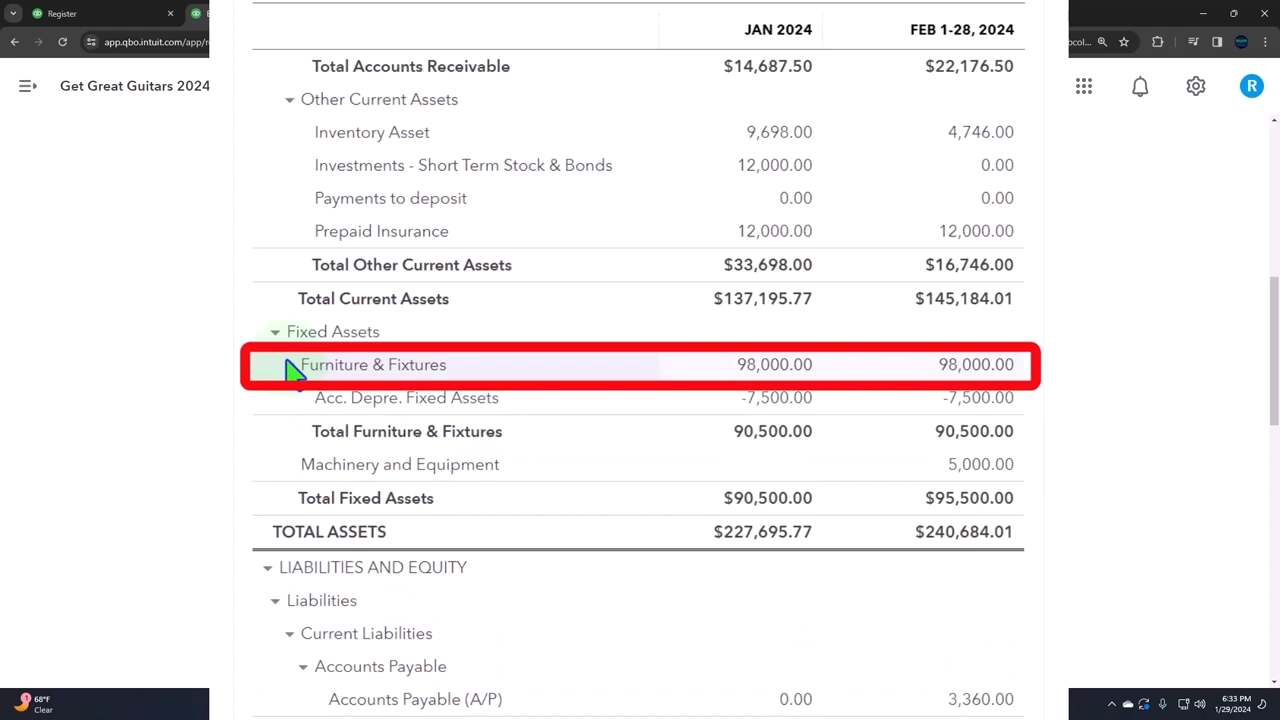 Registe
Registe
app.qbo.intuit.com/app/re
Get Great Guitars 2024
R
JAN 2024 FEB 1-28, 2024
Total Accounts Receivable $14,687.50 $22,176.50
Other Current Assets
Inventory Asset 9,698.00 4,746.00
Investments - Short Term Stock & Bonds 12,000.00 0.00
Payments to deposit 0.00 0.00
Prepaid Insurance 12,000.00 12,000.00
Total Other Current Assets $33,698.00 $16,746.00
Total Current Assets $137,195.77 $145,184.01
Fixed Assets
Furniture & Fixtures 98,000.00 98,000.00
Acc. Depre. Fixed Assets -7,500.00 -7,500.00
Total Furniture & Fixtures 90,500.00 90,500.00
Machinery and Equipment 5,000.00
Total Fixed Assets $90,500.00 $95,500.00
TOTAL ASSETS $227,695.77 $240,684.01
LIABILITIES AND EQUITY
Liabilities
Current Liabilities
Accounts Payable
Accounts Payable (A/P) 0.00 3,360.00
68°F
Clear
6:33 PM
1/29/2024